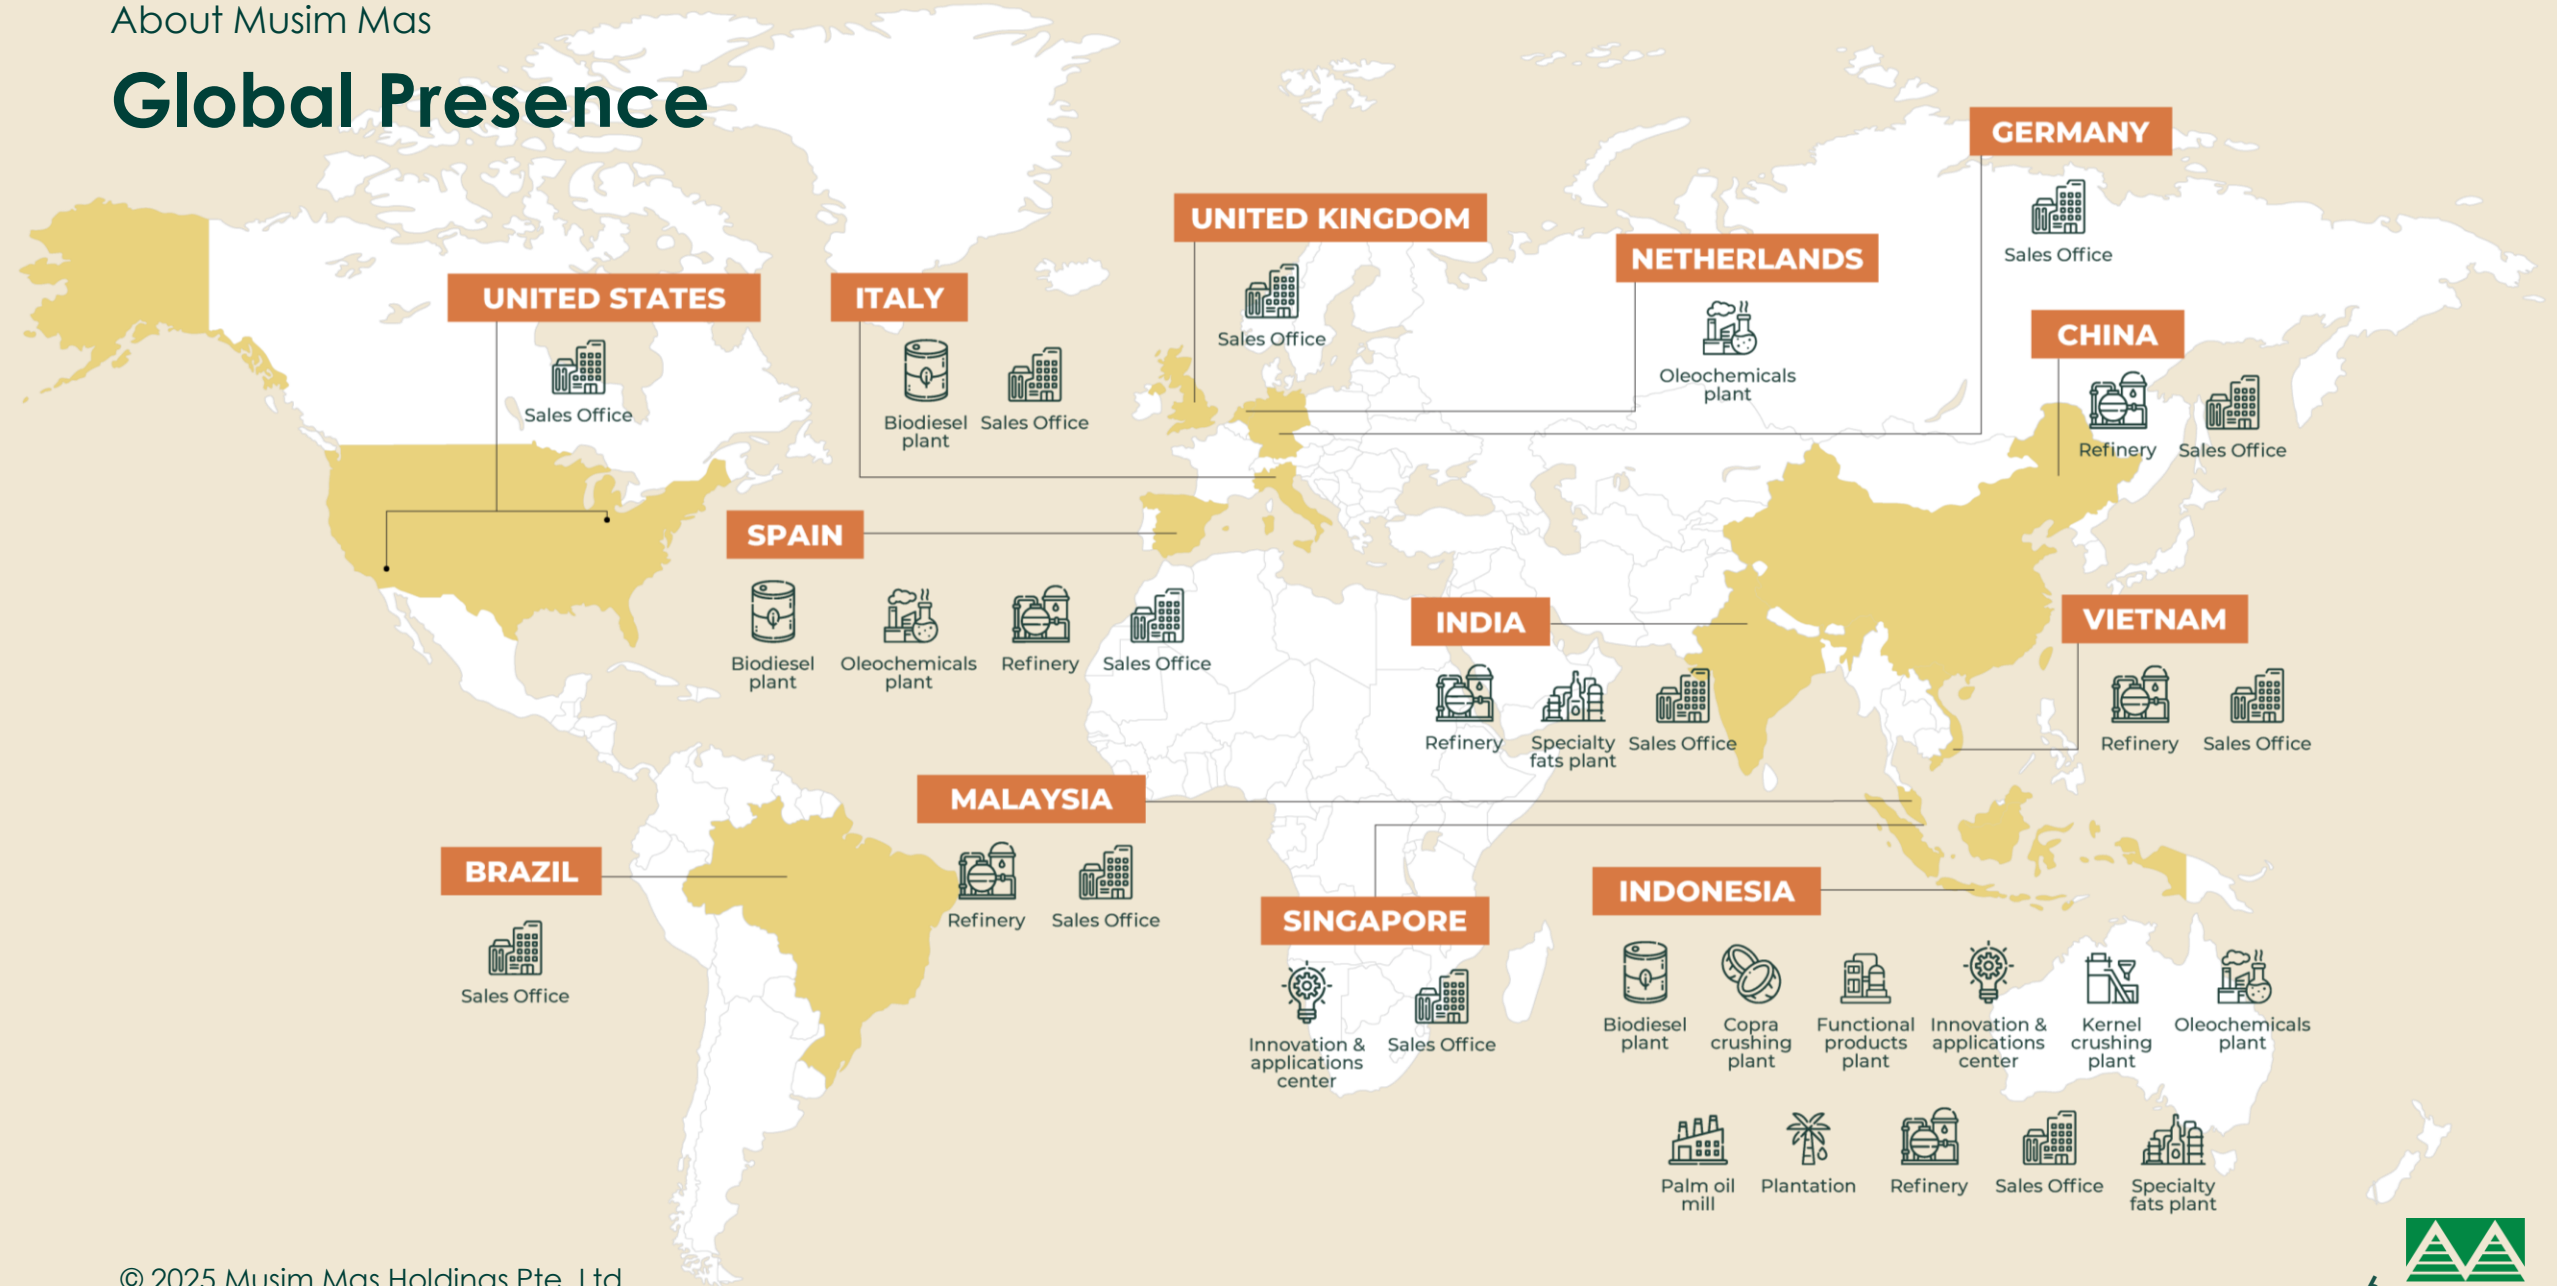 About Musim Mas
Global Presence
GERMANY
Sales Office
UNITED KINGDOM
Sales Office
NETHERLANDS
Oleochemicals
plant
UNITED STATES
Sales Office
ITALY
Biodiesel
plant
Sales Office
CHINA
Refinery
Sales Office
SPAIN
Biodiesel
plant
Oleochemicals
plant
Refinery
Sales Office
INDIA
Refinery
Specialty
fats plant
Sales Office
VIETNAM
Refinery
Sales Office
MALAYSIA
Refinery
Sales Office
BRAZIL
Sales Office
SINGAPORE
Innovation &
applications
center
Sales Office
INDONESIA
Biodiesel
plant
Copra
crushing
plant
Functional
products
plant
Innovation &
applications
center
Kernel
crushing
plant
Oleochemicals
plant
Palm oil
mill
Plantation
Refinery
Sales Office
Specialty
fats plant
© 2025 Musim Mas Holdings Pte. Ltd